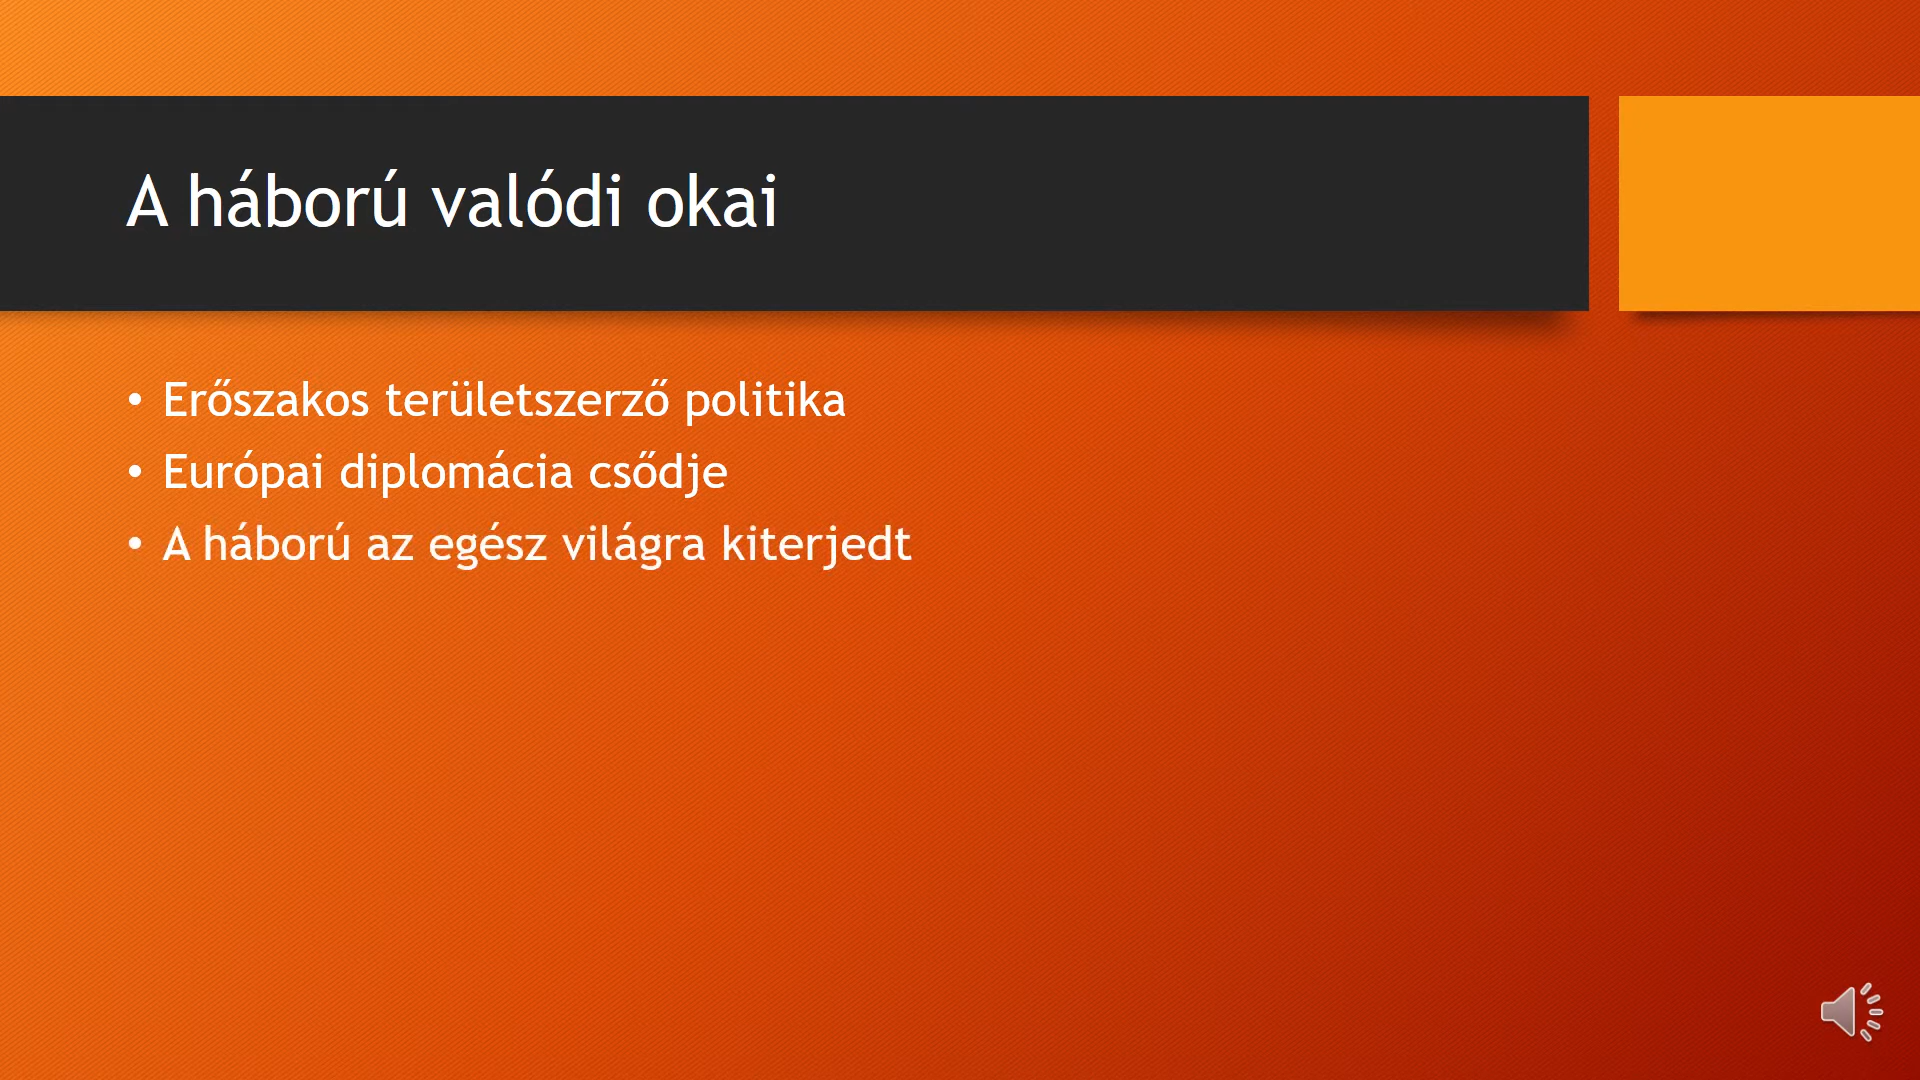 A háború valódi okai
• Erőszakos területszerző politika
• Európai diplomácia csődje
• A háború az egész világra kiterjedt